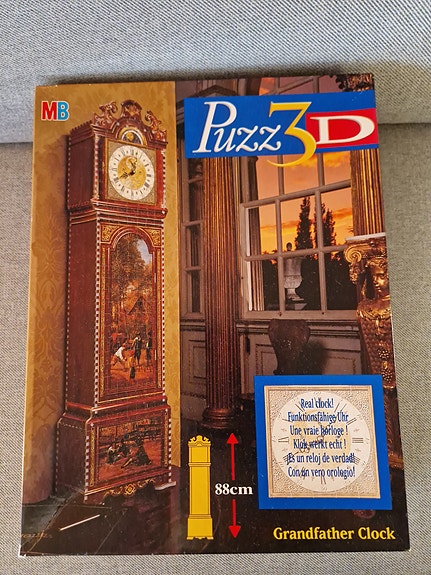 MB
Puzz3D
Real clock!
Funktionsfähige Uhr
Une vraie horloge !
Klok werkt echt !
¡Es un reloj de verdad!
Con un vero orologio!
88cm
Grandfather Clock